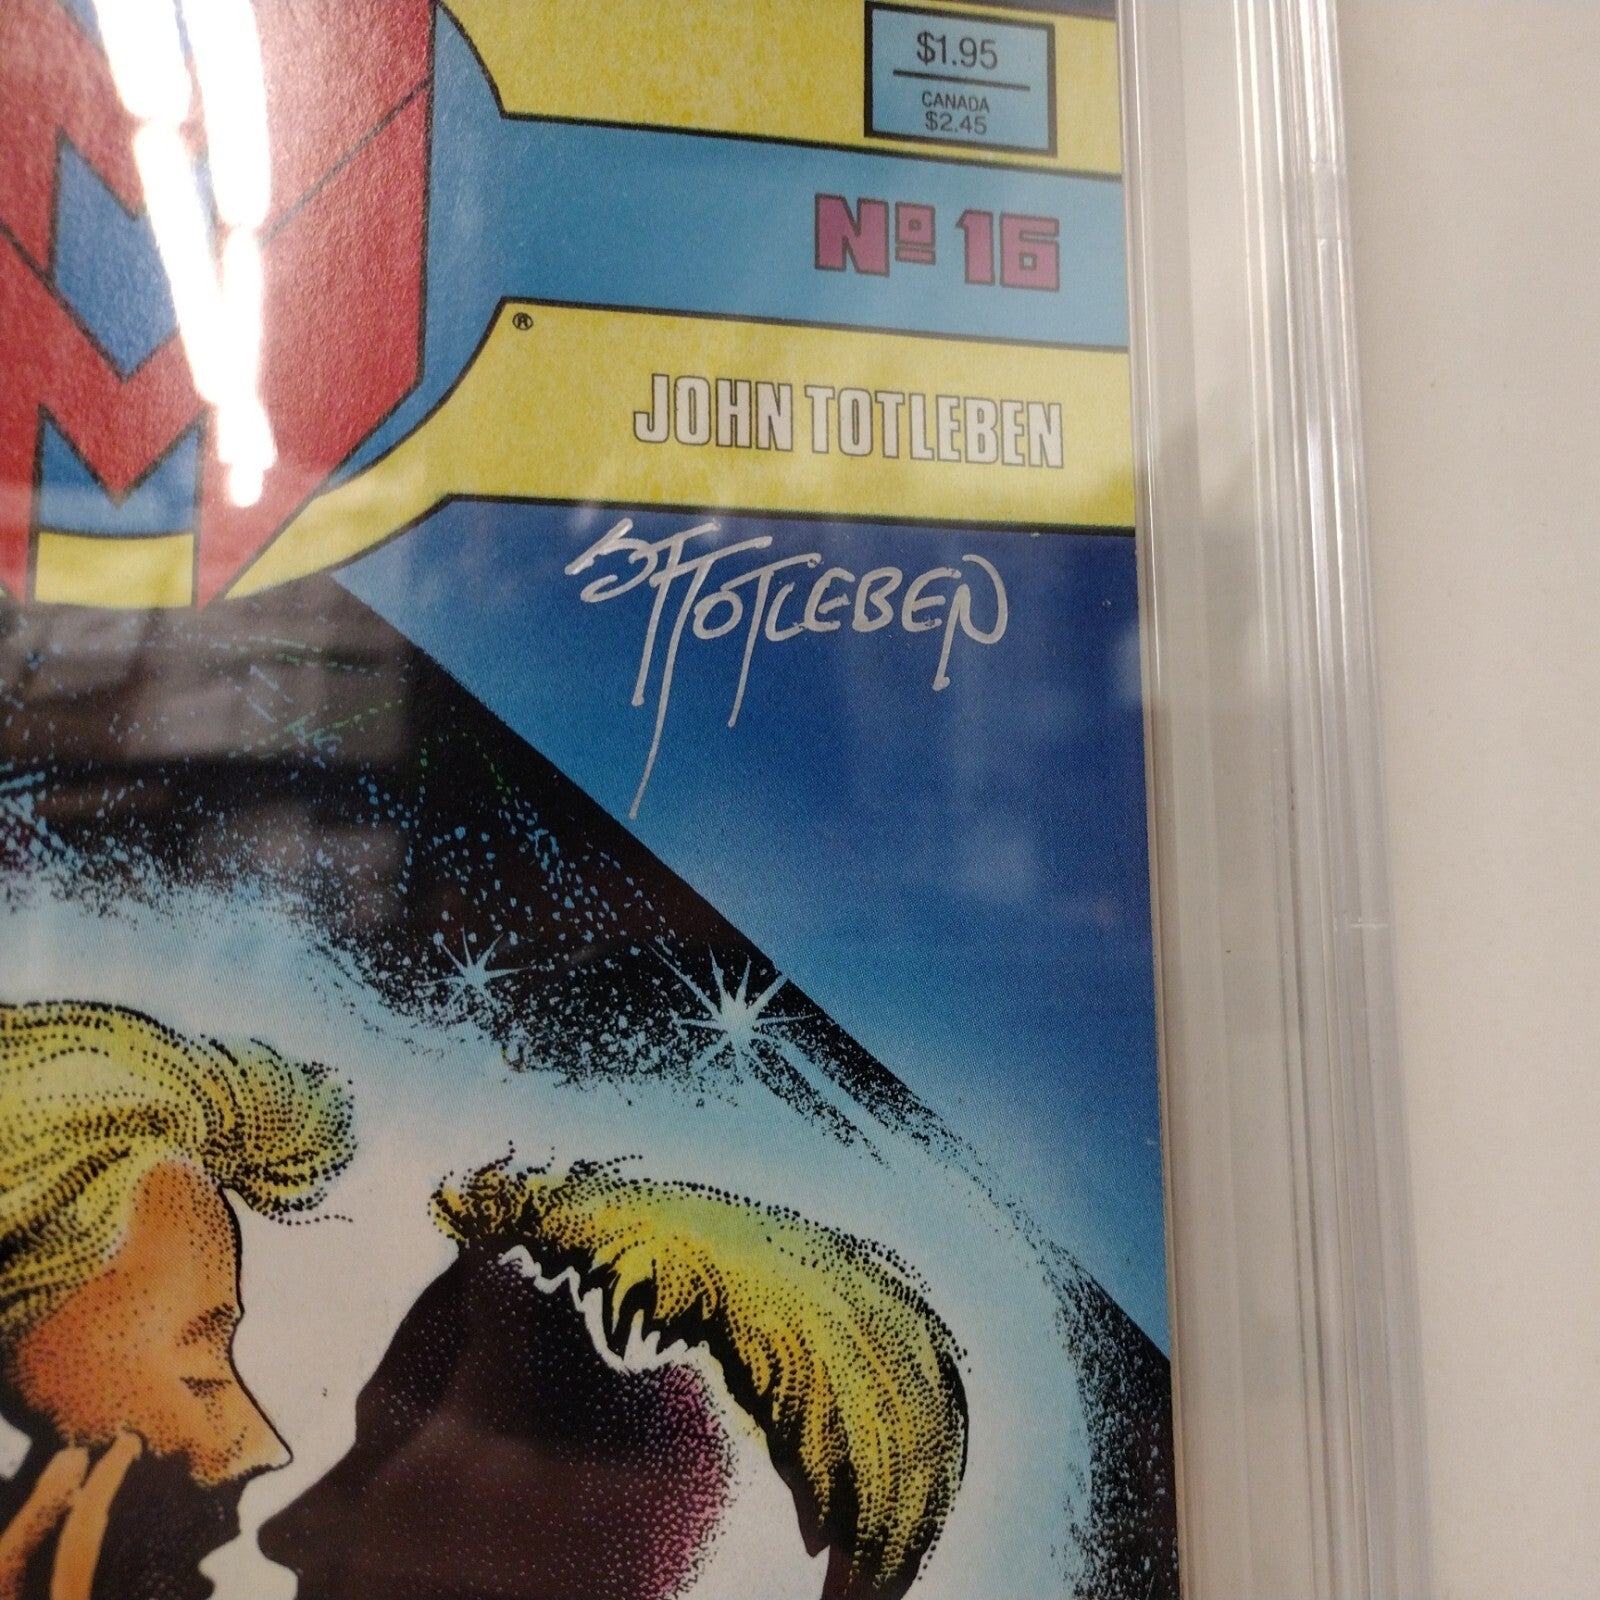 $1.95
CANADA
$2.45
Nº 16
®
JOHN TOTLEBEN
J TOTLEBEN